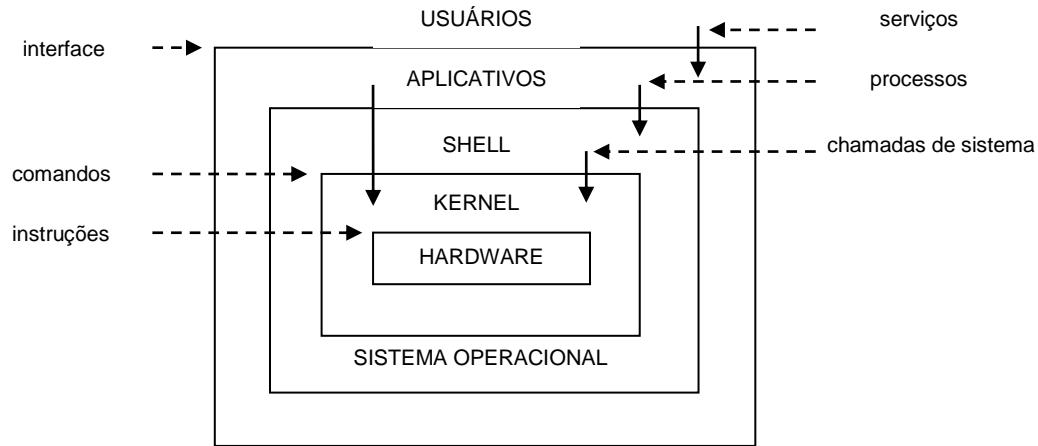 USUÁRIOS
serviços
interface
APLICATIVOS
processos
SHELL
chamadas de sistema
comandos
KERNEL
instruções
HARDWARE
SISTEMA OPERACIONAL